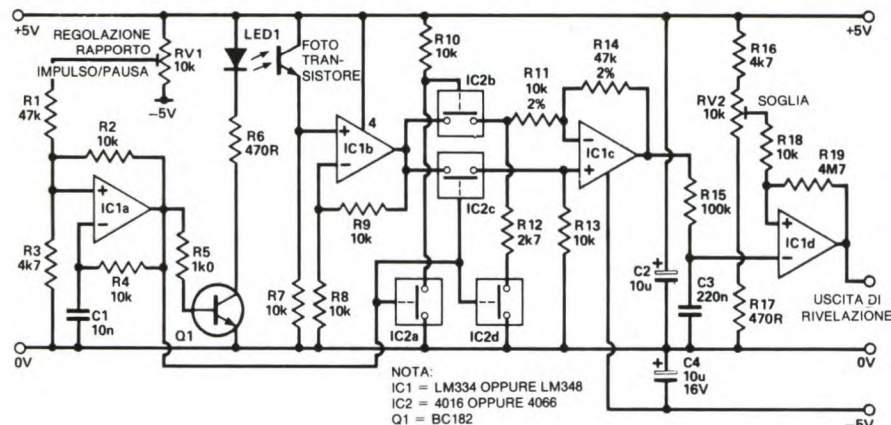 +5V
REGOLAZIONE
RAPPORTO
IMPULSO/PAUSA
RV1
10k
-5V
R1
47k
R2
10k
LED1
FOTO
TRAN-
SISTORE
R6
470R
R10
10k
IC2b
R11
10k
2%
R14
47k
2%
R16
4k7
+5V
RV2
10k
SOGLIA
R18
10k
R19
4M7
4
+
−
IC1b
IC2c
−
+
IC1c
+
−
IC1a
R3
4k7
R4
10k
R5
1k0
C1
10n
Q1
R9
10k
R7
10k
R8
10k
R12
2k7
R13
10k
IC2a
IC2d
+
C2
10u
R15
100k
C3
220n
+
−
IC1d
R17
470R
USCITA DI
RIVELAZIONE
0V
0V
+
C4
10u
16V
−5V
NOTA:
IC1 = LM334 OPPURE LM348
IC2 = 4016 OPPURE 4066
Q1 = BC182